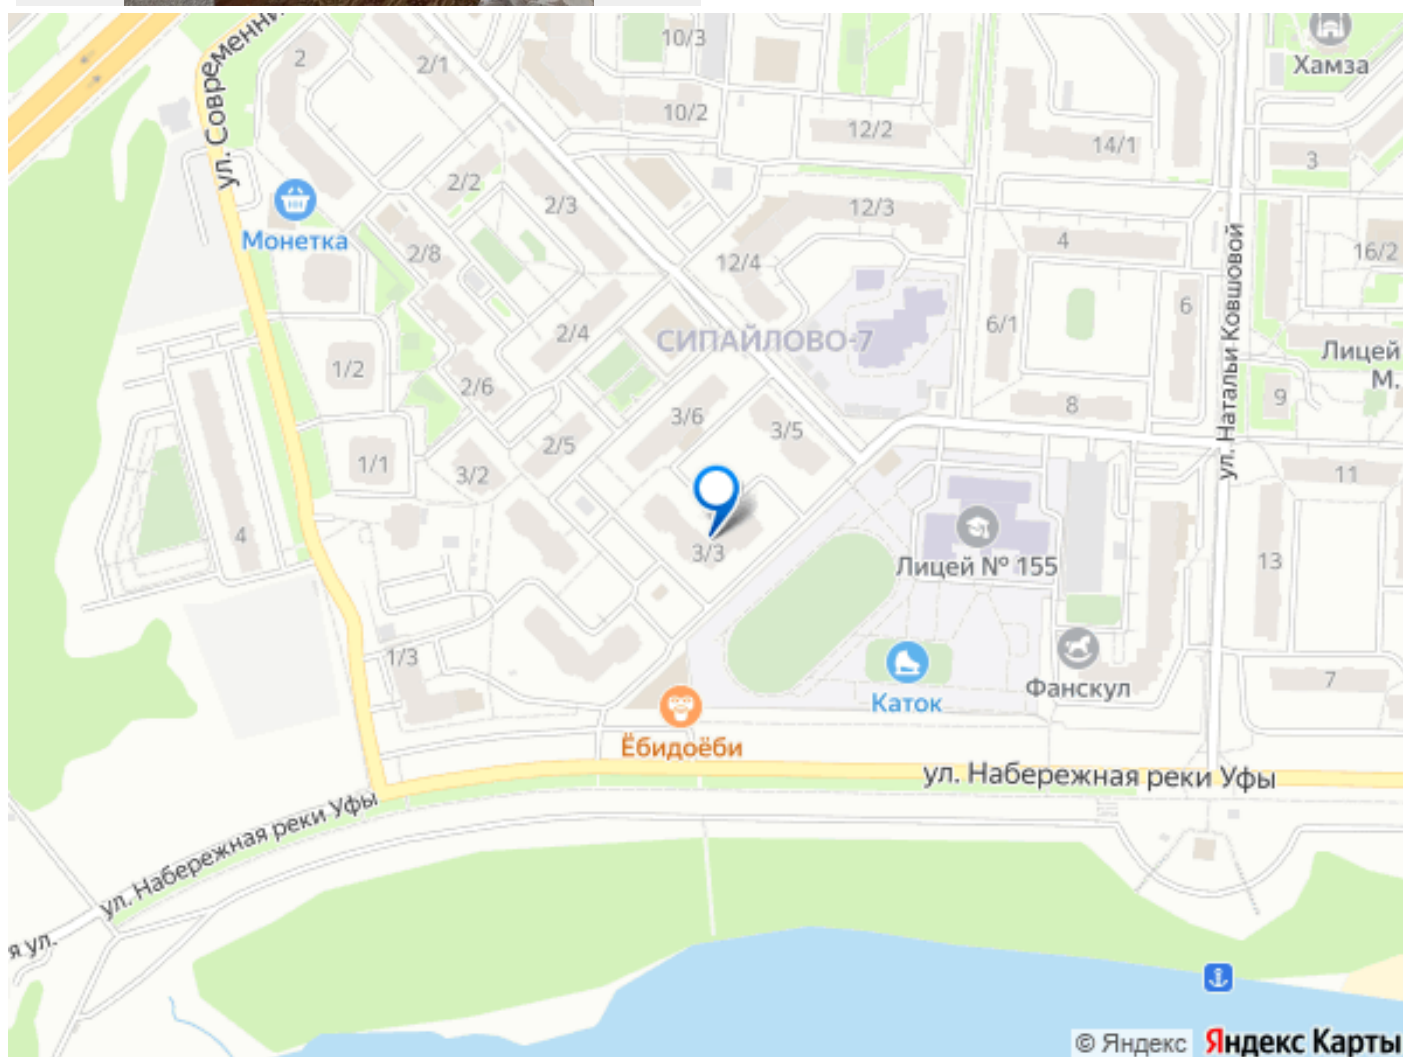 ул. Современни
2
2/1
10/3
10/2
12/2
14/1
Хамза
3
2/2
2/3
Монетка
2/8
12/3
12/4
4
16/2
6
6/1
ул. Натальи Ковшовой
СИПАЙЛОВО-7
2/4
1/2
2/6
Лицей
М.
9
8
3/6
3/5
2/5
1/1
3/2
11
4
3/3
Лицей № 155
13
1/3
Фанскул
7
Каток
Ёбидоёби
ул. Набережная реки Уфы
ул. Набережная реки Уфы
я ул.
© Яндекс Яндекс Карты